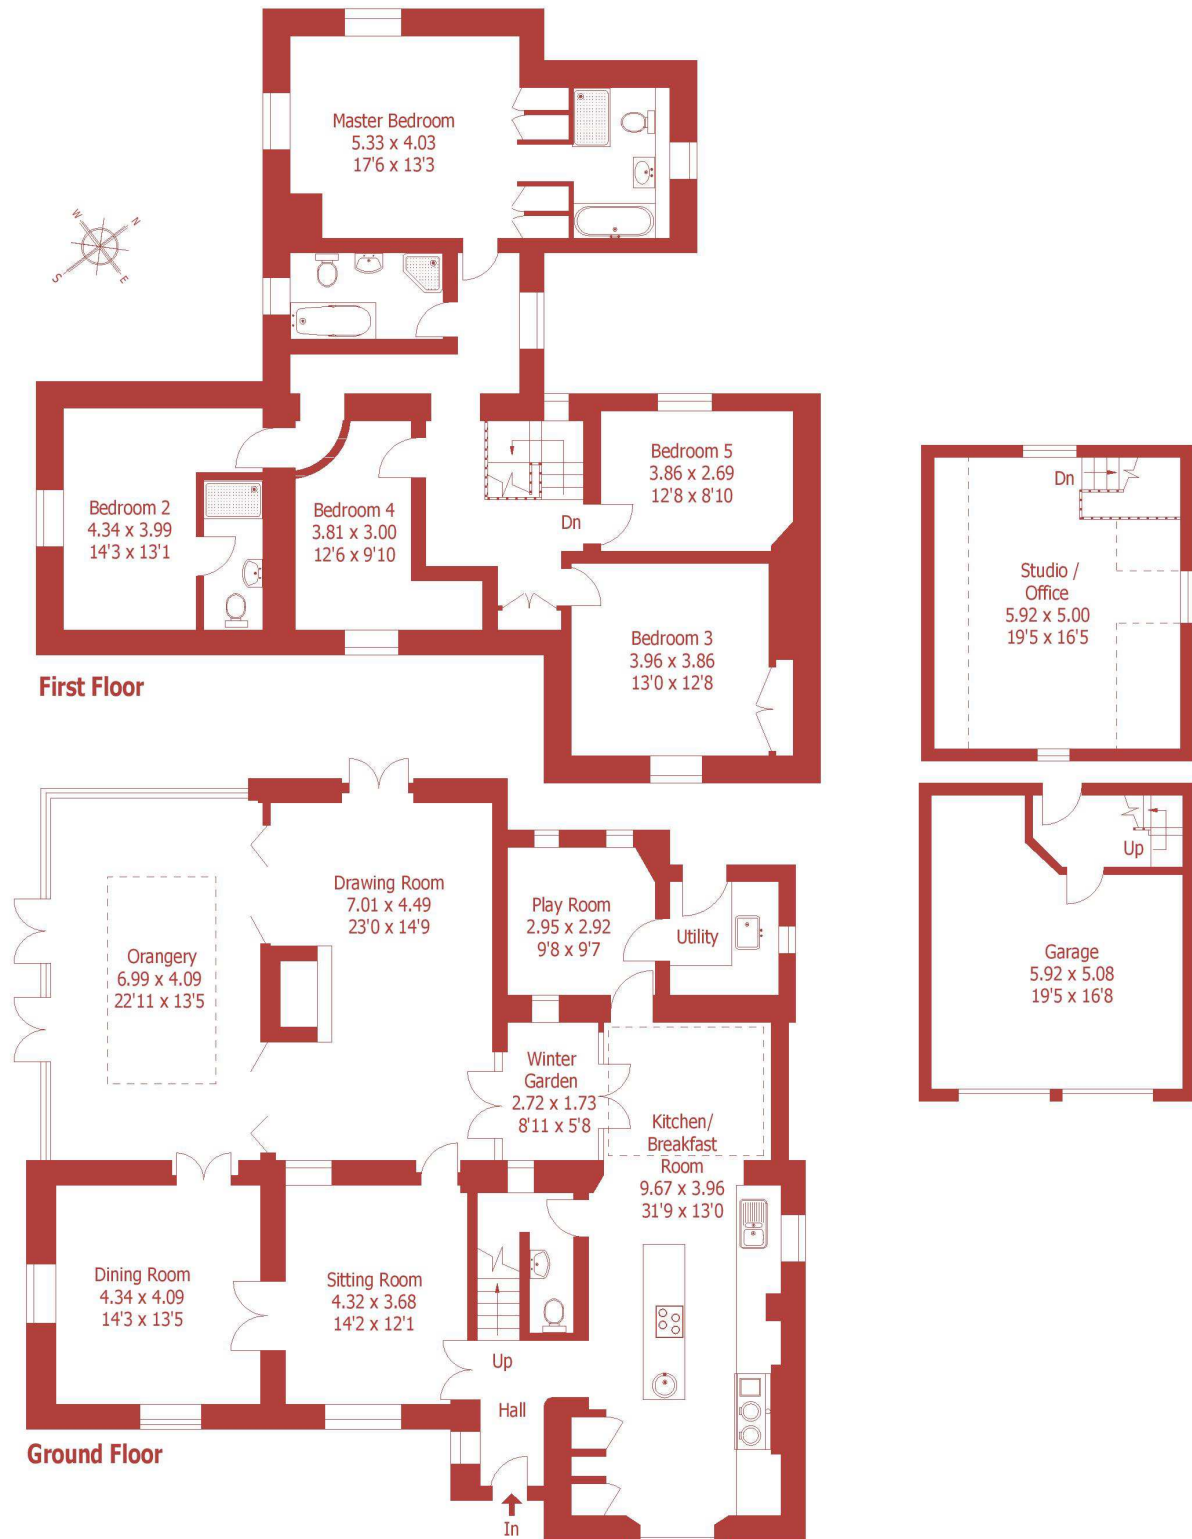 Master Bedroom
5.33 x 4.03
17'6 x 13'3
W
N
S
E
Bedroom 2
4.34 x 3.99
14'3 x 13'1
Bedroom 4
3.81 x 3.00
12'6 x 9'10
Dn
Bedroom 5
3.86 x 2.69
12'8 x 8'10
Bedroom 3
3.96 x 3.86
13'0 x 12'8
First Floor
Dn
Studio /
Office
5.92 x 5.00
19'5 x 16'5
Orangery
6.99 x 4.09
22'11 x 13'5
Drawing Room
7.01 x 4.49
23'0 x 14'9
Play Room
2.95 x 2.92
9'8 x 9'7
Utility
Winter
Garden
2.72 x 1.73
8'11 x 5'8
Kitchen/
Breakfast
Room
9.67 x 3.96
31'9 x 13'0
Up
Garage
5.92 x 5.08
19'5 x 16'8
Dining Room
4.34 x 4.09
14'3 x 13'5
Sitting Room
4.32 x 3.68
14'2 x 12'1
Up
Hall
In
Ground Floor